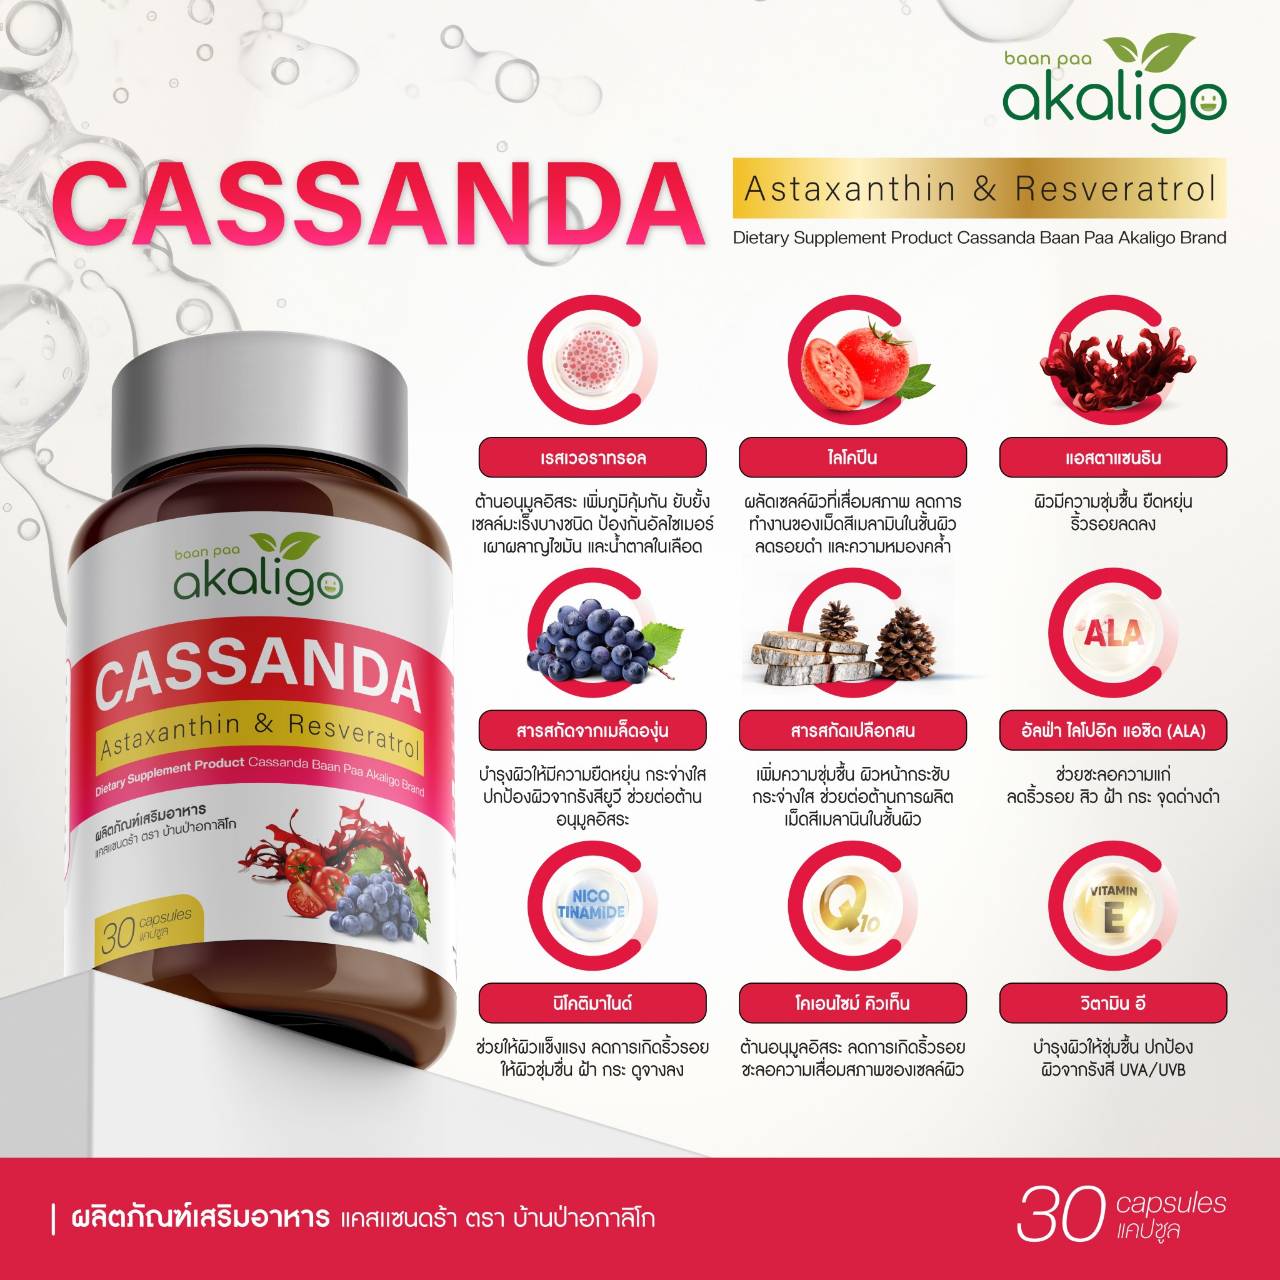 baan paa
akaligo
CASSANDA
Astaxanthin & Resveratrol
Dietary Supplement Product Cassanda Baan Paa Akaligo Brand
เรสเวอราทรอล
ต้านอนุมูลอิสระ เพิ่มภูมิคุ้มกัน ยับยั้ง
เซลล์มะเร็งบางชนิด ป้องกันอัลไซเมอร์
เผาผลาญไขมัน และน้ำตาลในเลือด
ไลโคปีน
ผลัดเซลล์ผิวที่เสื่อมสภาพ ลดการ
ทำงานของเม็ดสีเมลามินในชั้นผิว
ลดรอยดำ และความหมองคล้ำ
แอสตาแซนธิน
ผิวมีความชุ่มชื้น ยืดหยุ่น
ริ้วรอยลดลง
สารสกัดจากเมล็ดองุ่น
บำรุงผิวให้มีความยืดหยุ่น กระจ่างใส
ปกป้องผิวจากรังสียูวี ช่วยต่อต้าน
อนุมูลอิสระ
สารสกัดเปลือกสน
เพิ่มความชุ่มชื้น ผิวหน้ากระชับ
กระจ่างใส ช่วยต่อต้านการผลิต
เม็ดสีเมลานินในชั้นผิว
ALA
อัลฟ่า ไลโปอิก แอซิด (ALA)
ช่วยชะลอความแก่
ลดริ้วรอย สิว ฝ้า กระ จุดด่างดำ
NICO
TINAMIDE
นิโคติมาไนด์
ช่วยให้ผิวแข็งแรง ลดการเกิดริ้วรอย
ให้ผิวชุ่มชื่น ฝ้า กระ ดูจางลง
Q10
โคเอนไซม์ คิวเท็น
ต้านอนุมูลอิสระ ลดการเกิดริ้วรอย
ชะลอความเสื่อมสภาพของเซลล์ผิว
VITAMIN
E
วิตามิน อี
บำรุงผิวให้ชุ่มชื้น ปกป้อง
ผิวจากรังสี UVA/UVB
baan paa
akaligo
CASSANDA
Astaxanthin & Resveratrol
Dietary Supplement Product Cassanda Baan Paa Akaligo Brand
ผลิตภัณฑ์เสริมอาหาร
แคสแซนดร้า ตรา บ้านป่าอกาลิโก
30 capsules
แคปซูล
ผลิตภัณฑ์เสริมอาหาร แคสแซนดร้า ตรา บ้านป่าอกาลิโก
30 capsules
แคปซูล